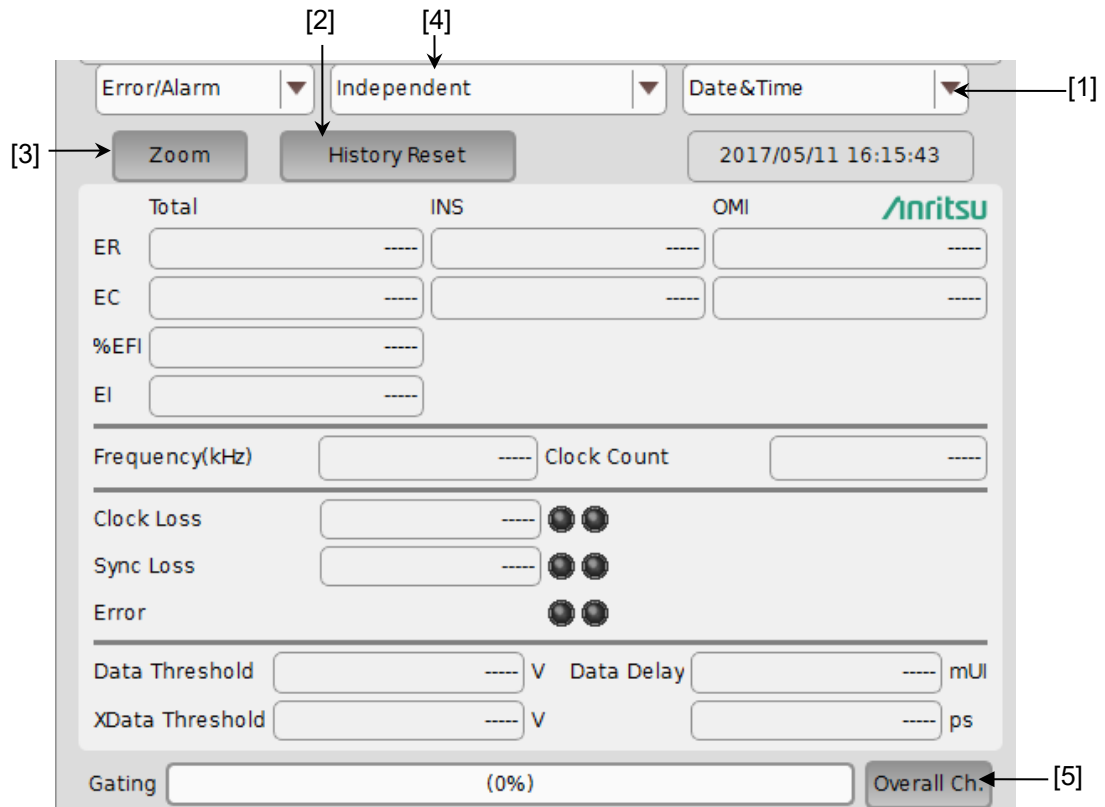 [2] [4]
Error/Alarm Independent Date&Time [1]
[3] Zoom History Reset 2017/05/11 16:15:43
Total INS OMI Anritsu
ER ----- ----- -----
EC ----- ----- -----
%EFI -----
EI -----
Frequency(kHz) ----- Clock Count -----
Clock Loss -----
Sync Loss -----
Error
Data Threshold ----- V Data Delay ----- mUI
XData Threshold ----- V ----- ps
Gating (0%) Overall Ch. [5]